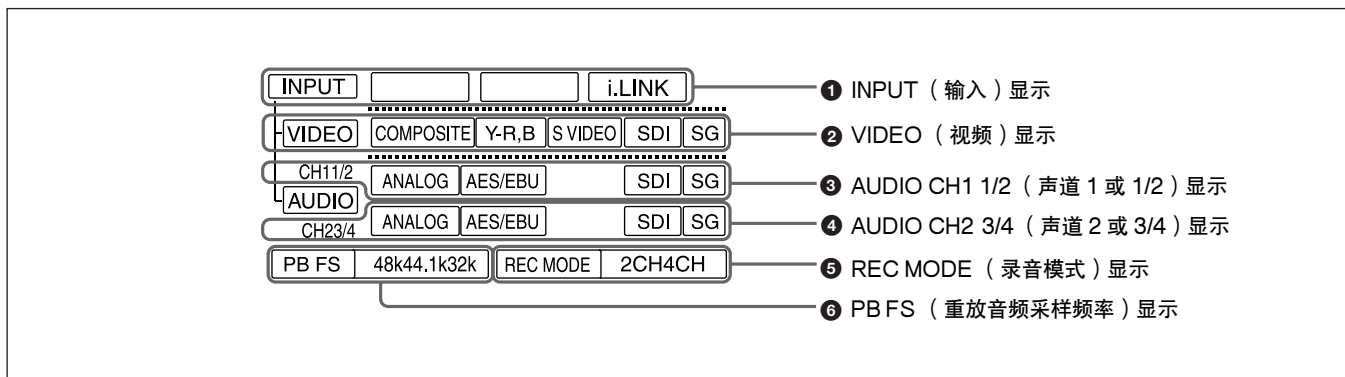 INPUT i.LINK ❶ INPUT（输入）显示
VIDEO COMPOSITE Y-R,B S VIDEO SDI SG ❷ VIDEO（视频）显示
CH11/2 ANALOG AES/EBU SDI SG ❸ AUDIO CH1 1/2（声道 1 或 1/2）显示
AUDIO
CH23/4 ANALOG AES/EBU SDI SG ❹ AUDIO CH2 3/4（声道 2 或 3/4）显示
PB FS 48k44.1k32k REC MODE 2CH4CH ❺ REC MODE（录音模式）显示
❻ PB FS（重放音频采样频率）显示